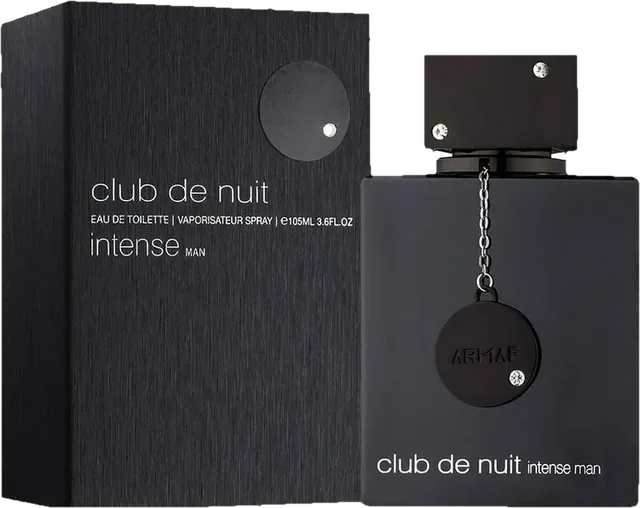 club de nuit
EAU DE TOILETTE | VAPORISATEUR SPRAY | ℮105ML 3.6FL.OZ
intense MAN
ARMAF
club de nuit intense man